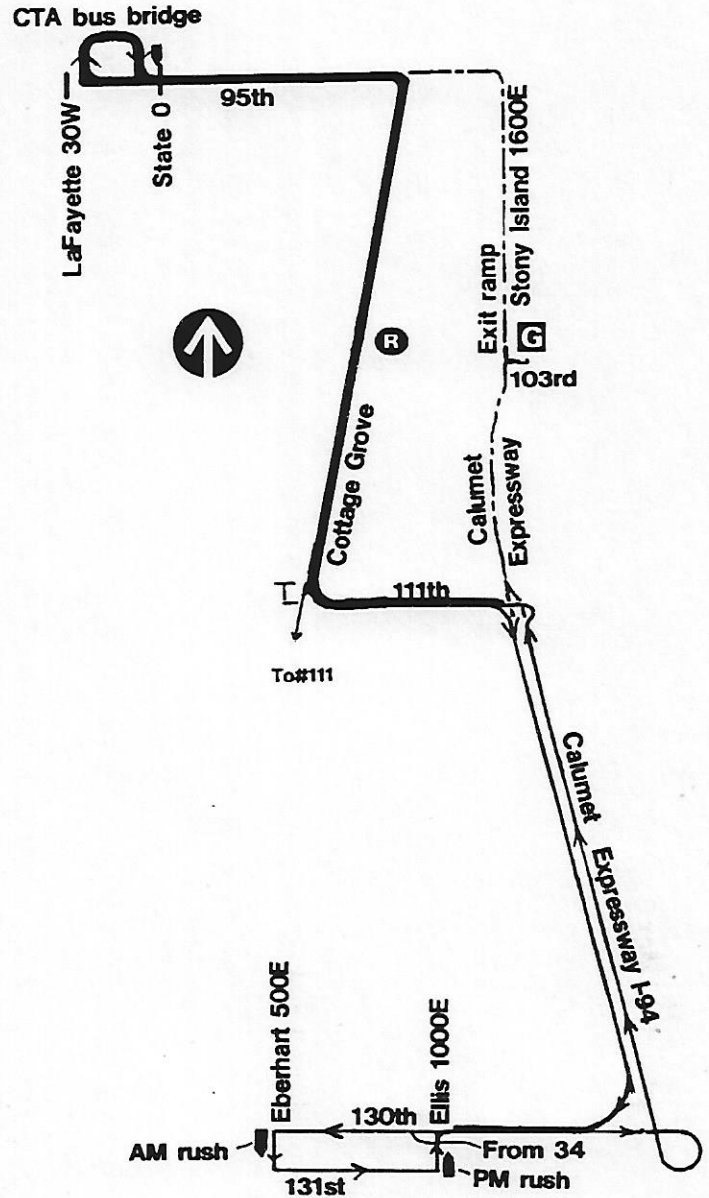 CTA bus bridge
95th
LaFayette 30W
State 0
Stony Island 1600E
Exit ramp
R
G
103rd
Cottage Grove
Calumet
Expressway
111th
To#111
Calumet Expressway I-94
Eberhart 500E
Ellis 1000E
130th
AM rush
From 34
131st
PM rush